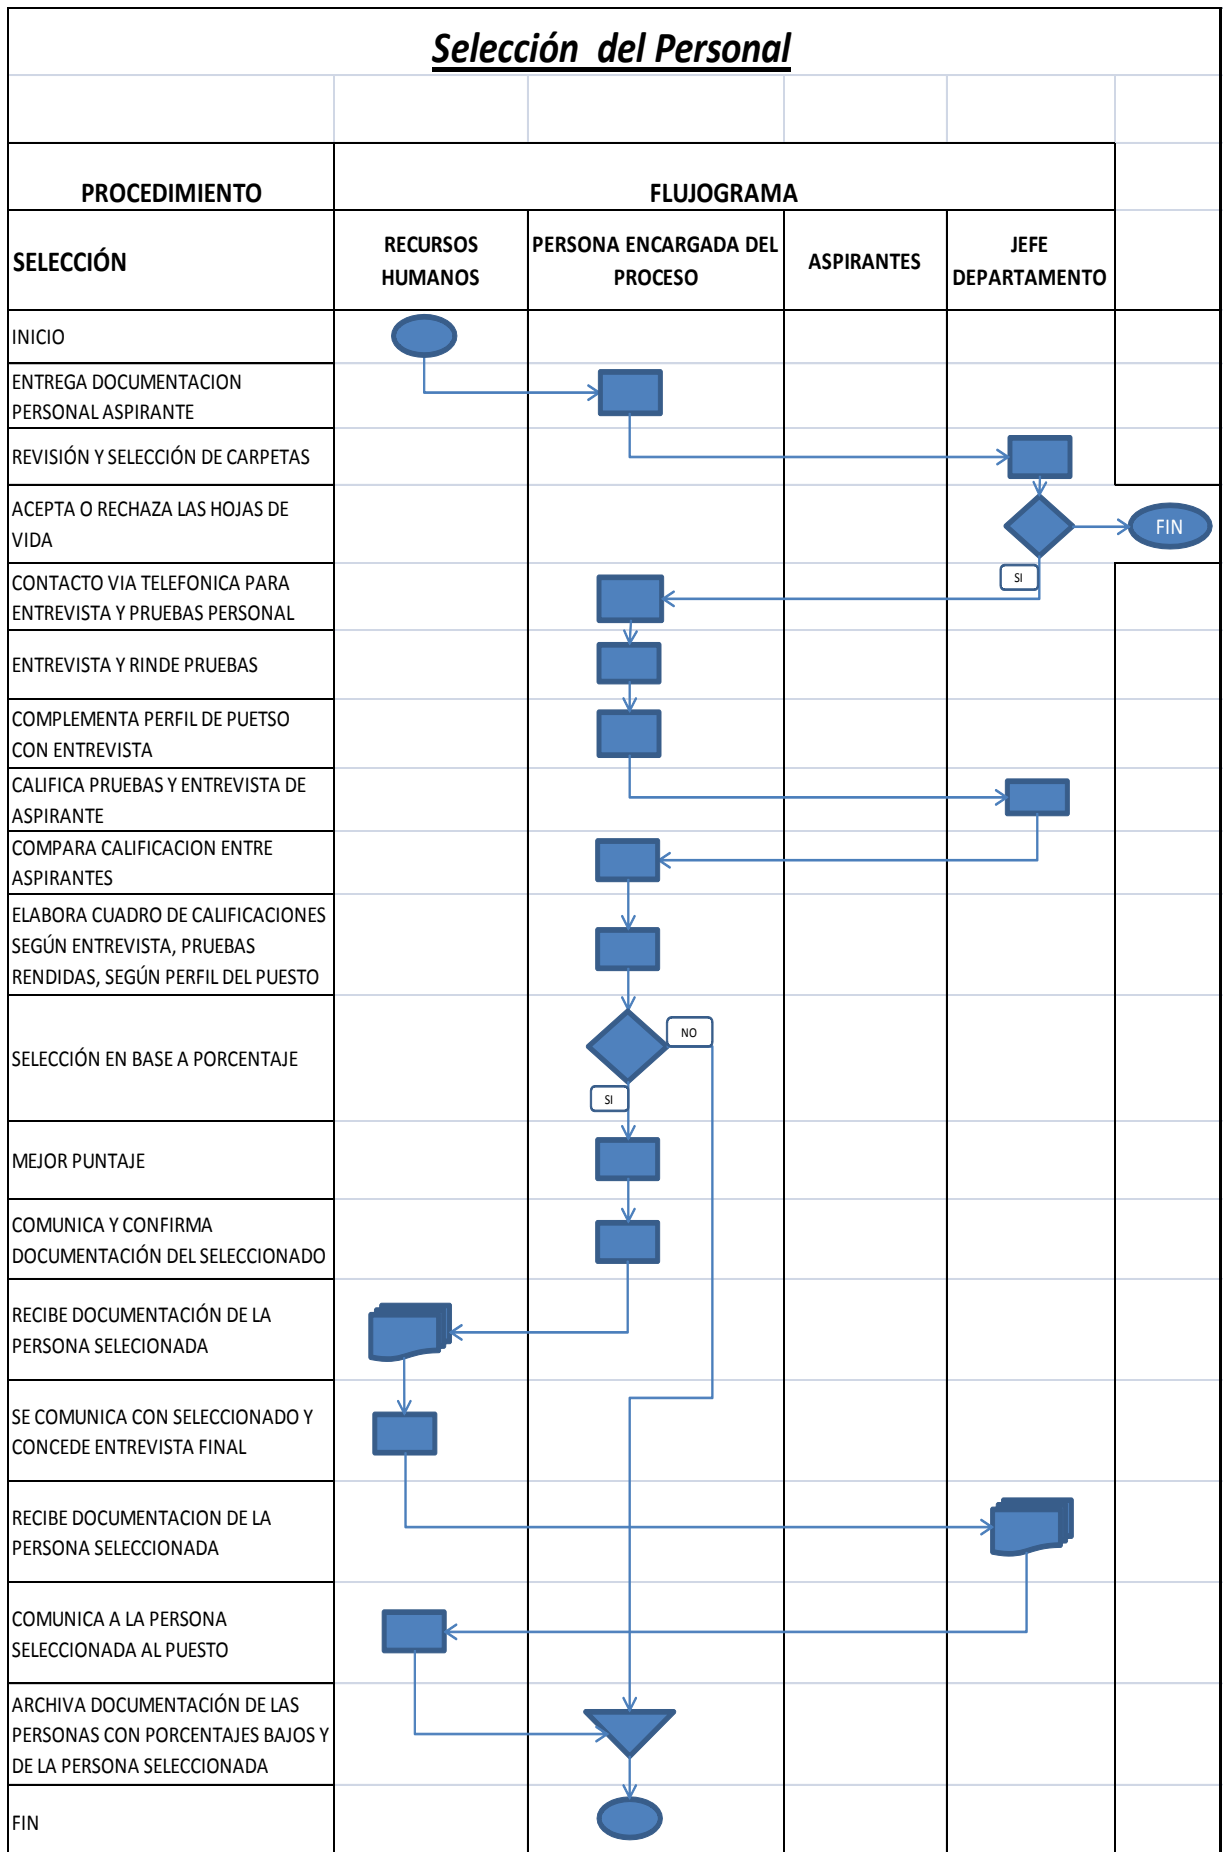 Selección del Personal
PROCEDIMIENTO
FLUJOGRAMA
SELECCIÓN
RECURSOS
HUMANOS
PERSONA ENCARGADA DEL
PROCESO
ASPIRANTES
JEFE
DEPARTAMENTO
INICIO
ENTREGA DOCUMENTACION
PERSONAL ASPIRANTE
REVISIÓN Y SELECCIÓN DE CARPETAS
ACEPTA O RECHAZA LAS HOJAS DE
VIDA
FIN
SI
CONTACTO VIA TELEFONICA PARA
ENTREVISTA Y PRUEBAS PERSONAL
ENTREVISTA Y RINDE PRUEBAS
COMPLEMENTA PERFIL DE PUETSO
CON ENTREVISTA
CALIFICA PRUEBAS Y ENTREVISTA DE
ASPIRANTE
COMPARA CALIFICACION ENTRE
ASPIRANTES
ELABORA CUADRO DE CALIFICACIONES
SEGÚN ENTREVISTA, PRUEBAS
RENDIDAS, SEGÚN PERFIL DEL PUESTO
SELECCIÓN EN BASE A PORCENTAJE
NO
SI
MEJOR PUNTAJE
COMUNICA Y CONFIRMA
DOCUMENTACIÓN DEL SELECCIONADO
RECIBE DOCUMENTACIÓN DE LA
PERSONA SELECIONADA
SE COMUNICA CON SELECCIONADO Y
CONCEDE ENTREVISTA FINAL
RECIBE DOCUMENTACION DE LA
PERSONA SELECCIONADA
COMUNICA A LA PERSONA
SELECCIONADA AL PUESTO
ARCHIVA DOCUMENTACIÓN DE LAS
PERSONAS CON PORCENTAJES BAJOS Y
DE LA PERSONA SELECCIONADA
FIN